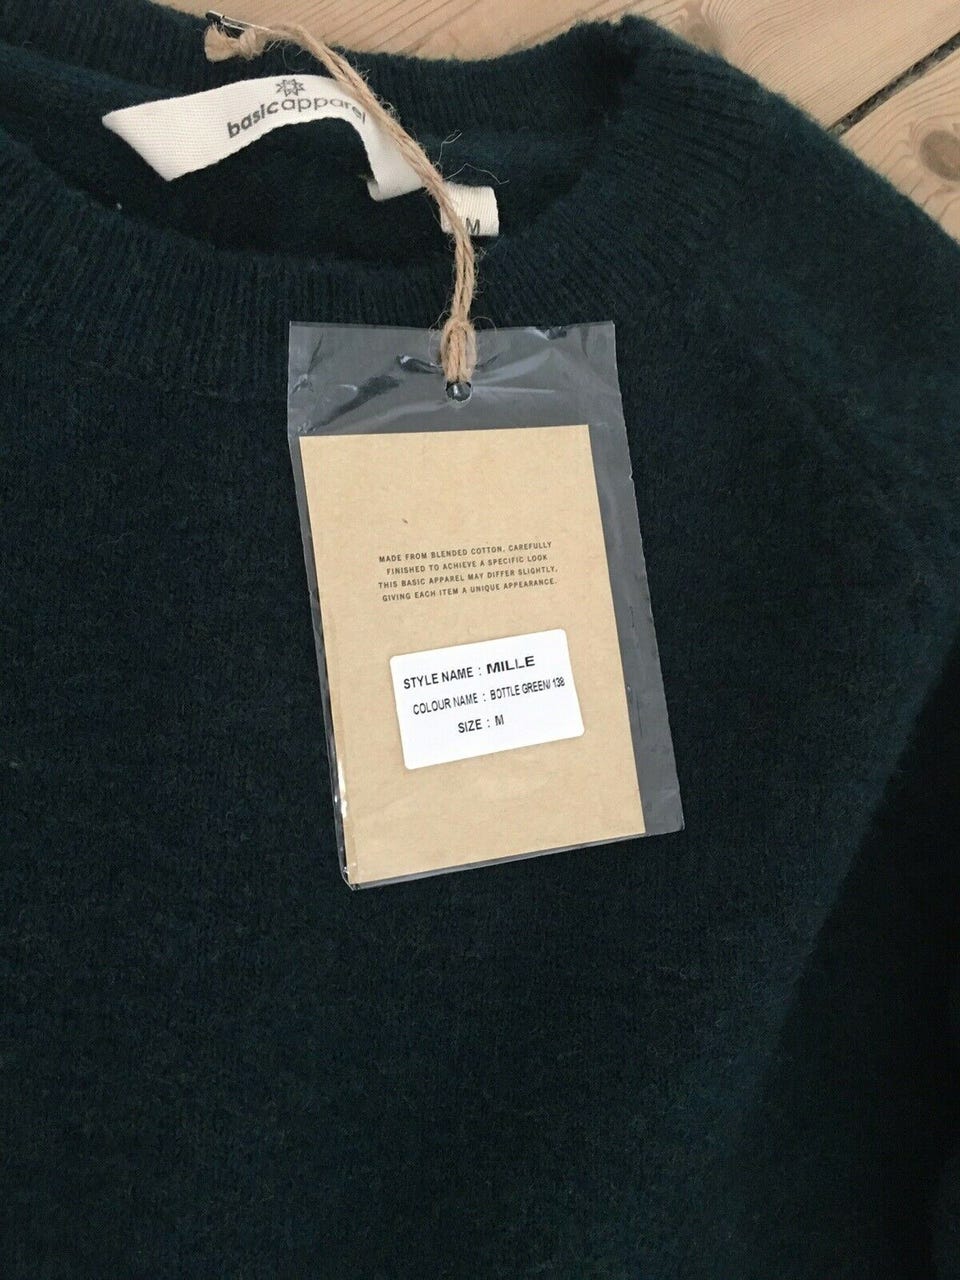 basicapparel
M
MADE FROM BLENDED COTTON, CAREFULLY
FINISHED TO ACHIEVE A SPECIFIC LOOK
THIS BASIC APPAREL MAY DIFFER SLIGHTLY,
GIVING EACH ITEM A UNIQUE APPEARANCE.
STYLE NAME : MILLE
COLOUR NAME : BOTTLE GREEN/ 138
SIZE : M